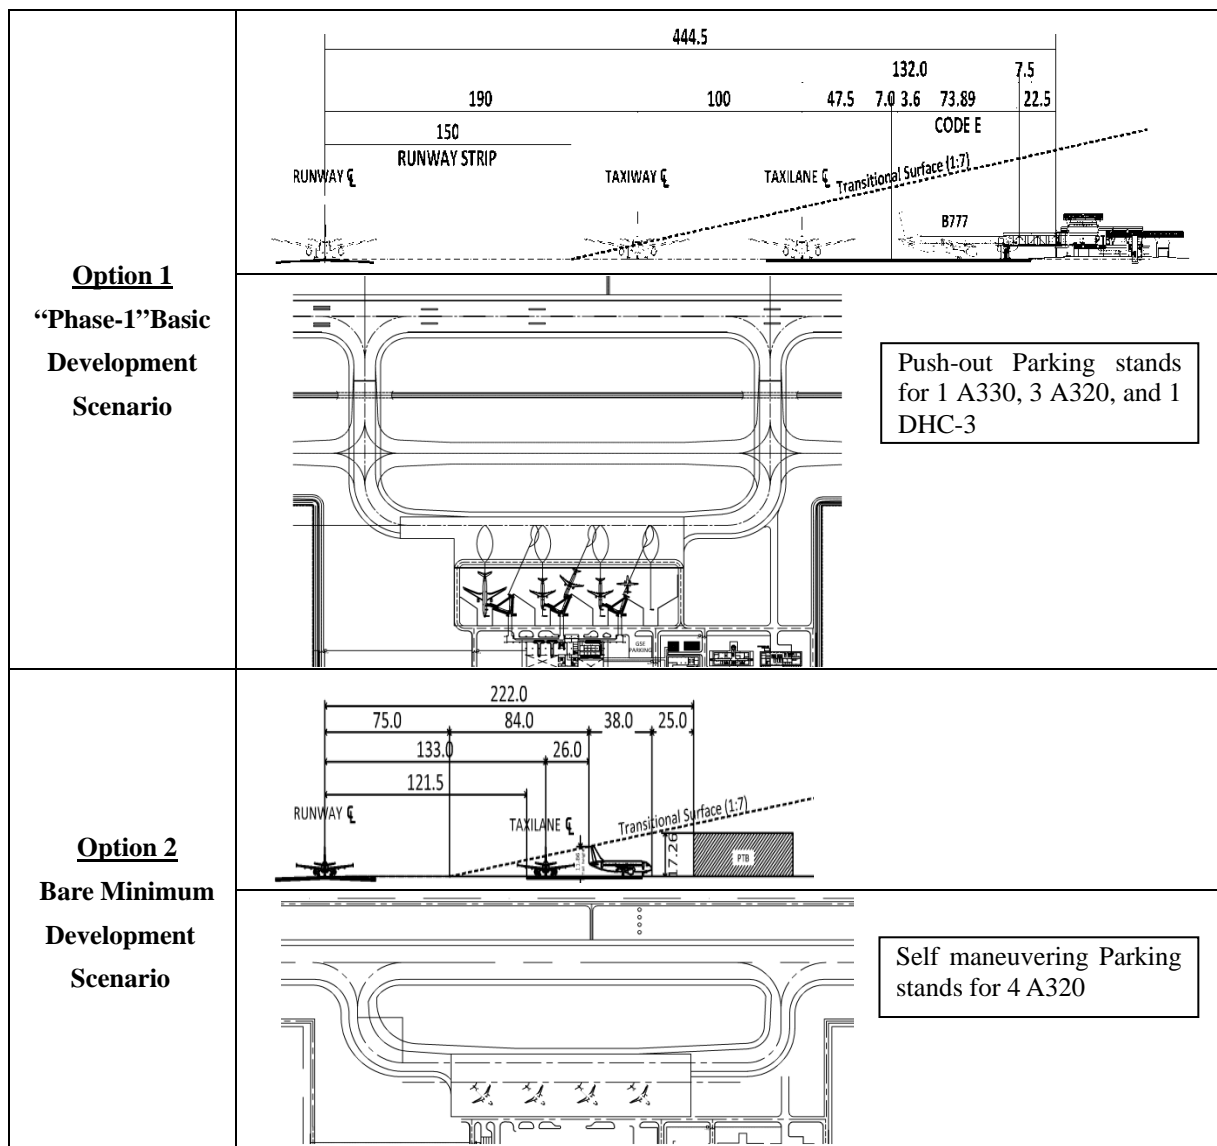 Option 1
“Phase-1”Basic
Development
Scenario
444.5
132.0 7.5
190 100 47.5 7.0 3.6 73.89 22.5
CODE E
150
RUNWAY STRIP
RUNWAY ℄ TAXIWAY ℄ TAXILANE ℄
Transitional Surface (1:7)
B777
Push-out Parking stands
for 1 A330, 3 A320, and 1
DHC-3
GSE
PARKING
Option 2
Bare Minimum
Development
Scenario
222.0
75.0 84.0 38.0 25.0
133.0 26.0
121.5
RUNWAY ℄
TAXILANE ℄
Transitional Surface (1:7)
17.26
PTB
Self maneuvering Parking
stands for 4 A320